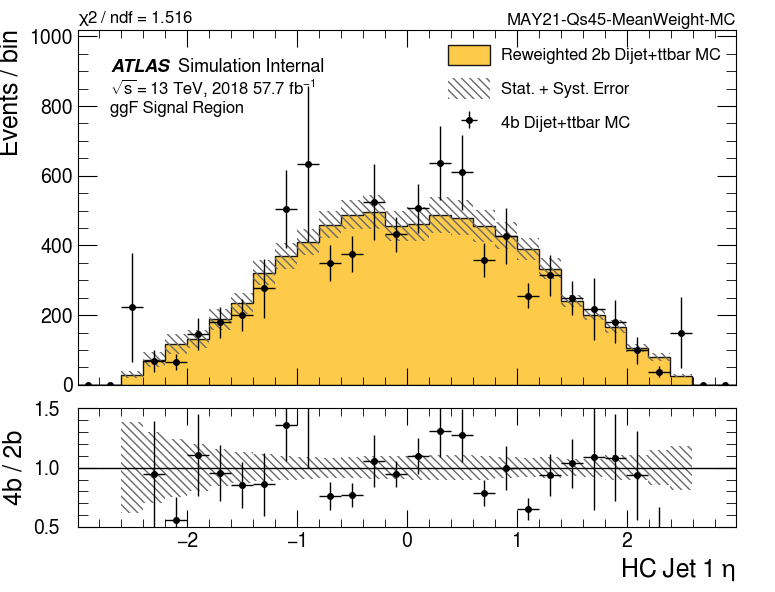 χ2 / ndf = 1.516
MAY21-Qs45-MeanWeight-MC
Events / bin
1000
800
600
400
200
0
ATLAS Simulation Internal
√s = 13 TeV, 2018 57.7 fb−1
ggF Signal Region
Reweighted 2b Dijet+ttbar MC
Stat. + Syst. Error
4b Dijet+ttbar MC
4b / 2b
1.5
1.0
0.5
−2 −1 0 1 2
HC Jet 1 η